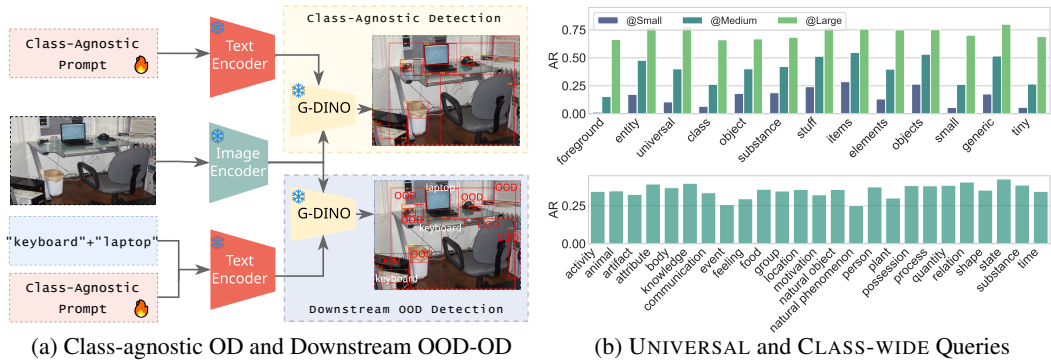 Class-Agnostic Detection
Class-Agnostic
Prompt
Text
Encoder
G-DINO
Image
Encoder
G-DINO
"keyboard"+"laptop"
Class-Agnostic
Prompt
Text
Encoder
laptop
OOD
OOD
OOD
keyboard
OOD
keyboard
Downstream OOD Detection
(a) Class-agnostic OD and Downstream OOD-OD
@Small
@Medium
@Large
AR
0.75
0.50
0.25
0.00
foreground
entity
universal
class
object
substance
stuff
items
elements
objects
small
generic
tiny
AR
0.25
0.00
activity
animal
artifact
attribute
body
knowledge
communication
event
feeling
food
group
location
motivation
natural object
natural phenomenon
person
plant
possession
process
quantity
relation
shape
state
substance
time
(b) UNIVERSAL and CLASS-WIDE Queries